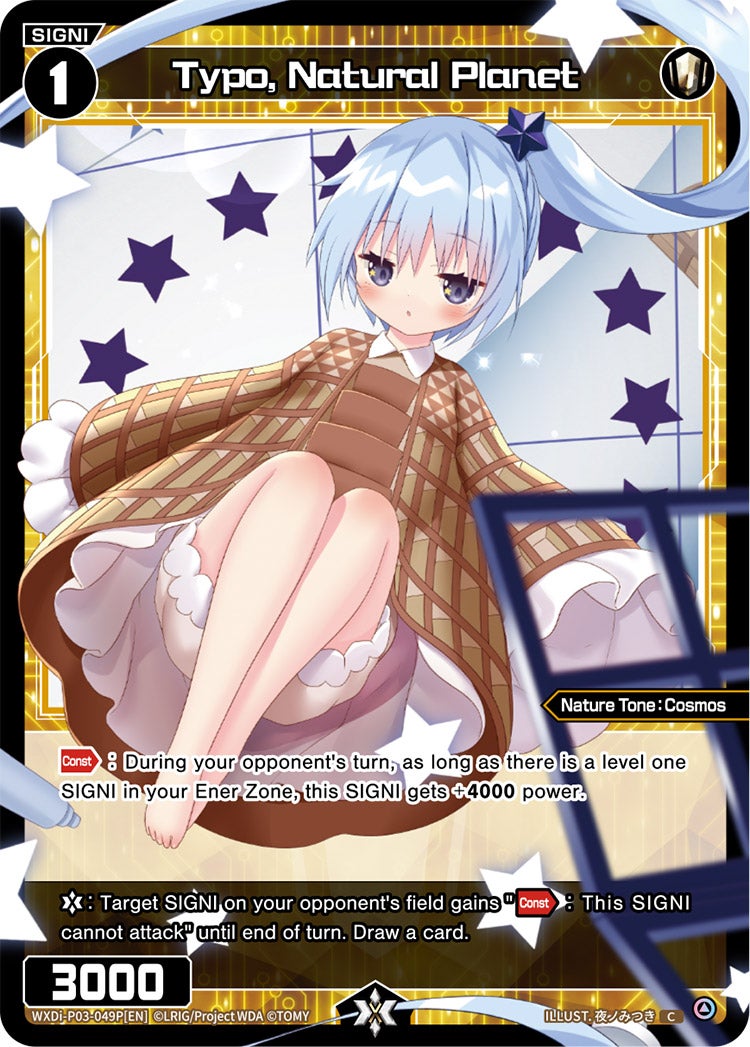 SIGNI
1
Typo, Natural Planet
Nature Tone:Cosmos
Const : During your opponent's turn, as long as there is a level one
SIGNI in your Ener Zone, this SIGNI gets +4000 power.
: Target SIGNI on your opponent's field gains " Const : This SIGNI
cannot attack" until end of turn. Draw a card.
3000
WXDi-P03-049P[EN] ©LRIG/Project WDA ©TOMY
ILLUST. 夜ノみつき C